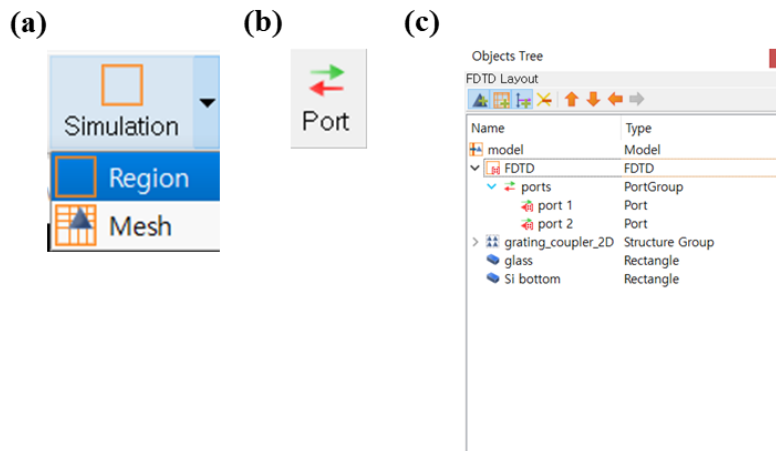 (a)
Simulation
Region
Mesh
(b)
Port
(c)
Objects Tree
FDTD Layout
Name Type
model Model
FDTD FDTD
ports PortGroup
port 1 Port
port 2 Port
grating_coupler_2D Structure Group
glass Rectangle
Si bottom Rectangle